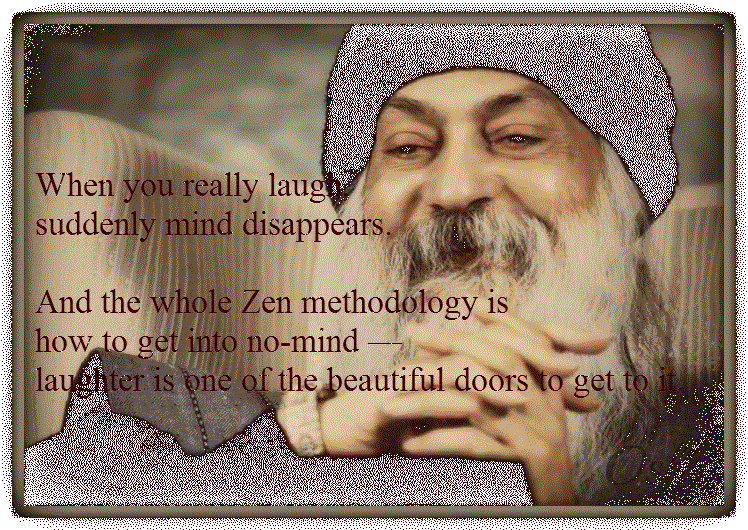 When you really laugh
suddenly mind disappears.
And the whole Zen methodology is
how to get into no-mind —-
laughter is one of the beautiful doors to get to it.